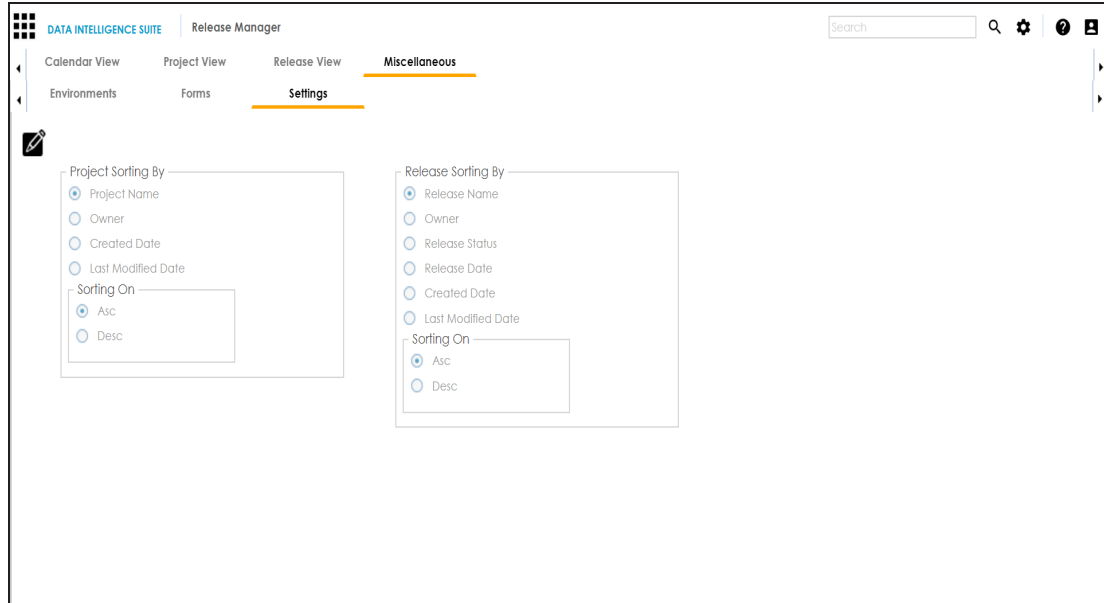 DATA INTELLIGENCE SUITE Release Manager Search
Calendar View Project View Release View Miscellaneous
Environments Forms Settings
Project Sorting By
Project Name
Owner
Created Date
Last Modified Date
Sorting On
Asc
Desc
Release Sorting By
Release Name
Owner
Release Status
Release Date
Created Date
Last Modified Date
Sorting On
Asc
Desc